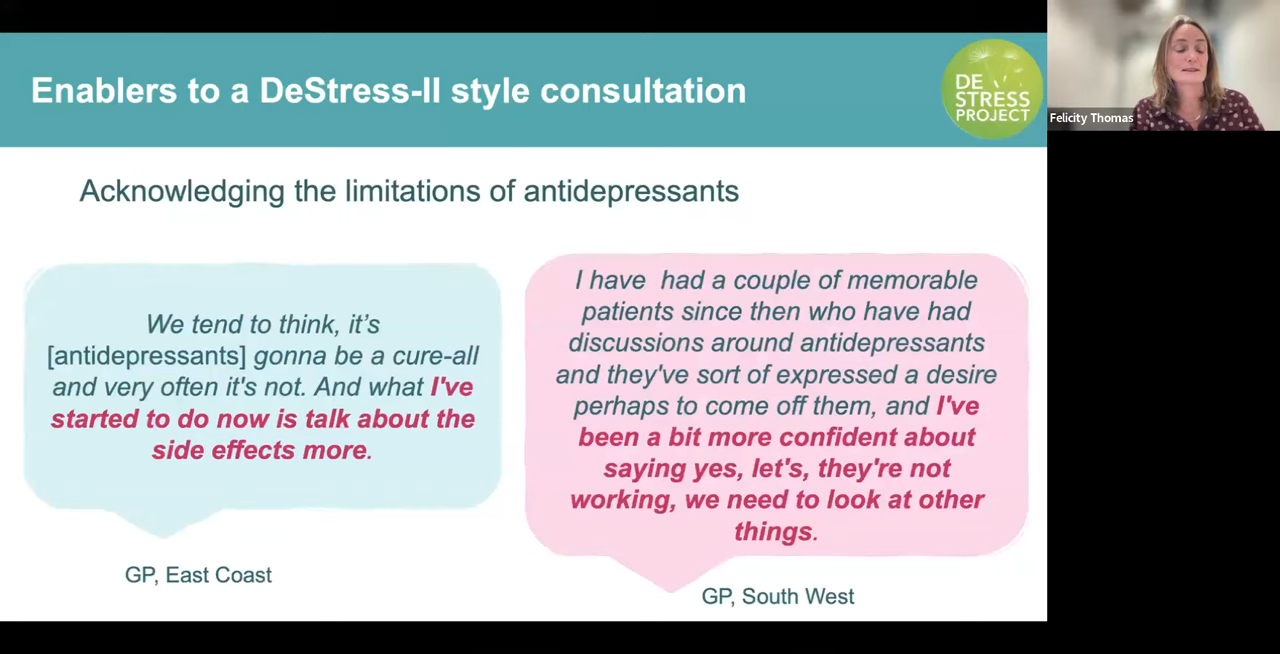 Enablers to a DeStress-II style consultation
DE
STRESS
PROJECT
Felicity Thomas
Acknowledging the limitations of antidepressants
We tend to think, it's
[antidepressants] gonna be a cure-all
and very often it's not. And what I've
started to do now is talk about the
side effects more.
GP, East Coast
I have  had a couple of memorable
patients since then who have had
discussions around antidepressants
and they've sort of expressed a desire
perhaps to come off them, and I've
been a bit more confident about
saying yes, let's, they're not
working, we need to look at other
things.
GP, South West